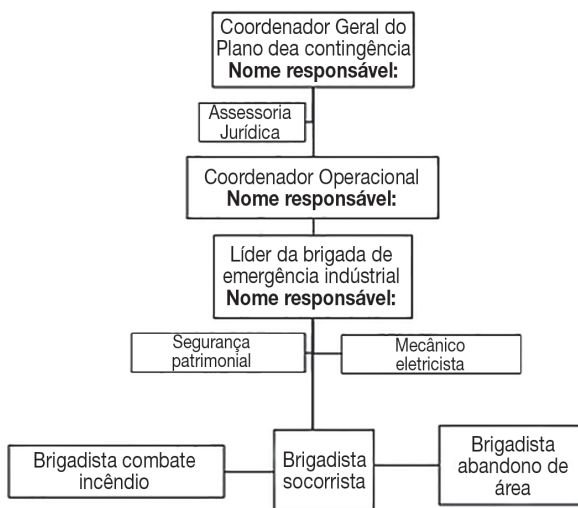 Coordenador Geral do
Plano dea contingência
Nome responsável:
Assessoria
Jurídica
Coordenador Operacional
Nome responsável:
Líder da brigada de
emergência indústrial
Nome responsável:
Segurança
patrimonial
Mecânico
eletricista
Brigadista combate
incêndio
Brigadista
socorrista
Brigadista
abandono de
área